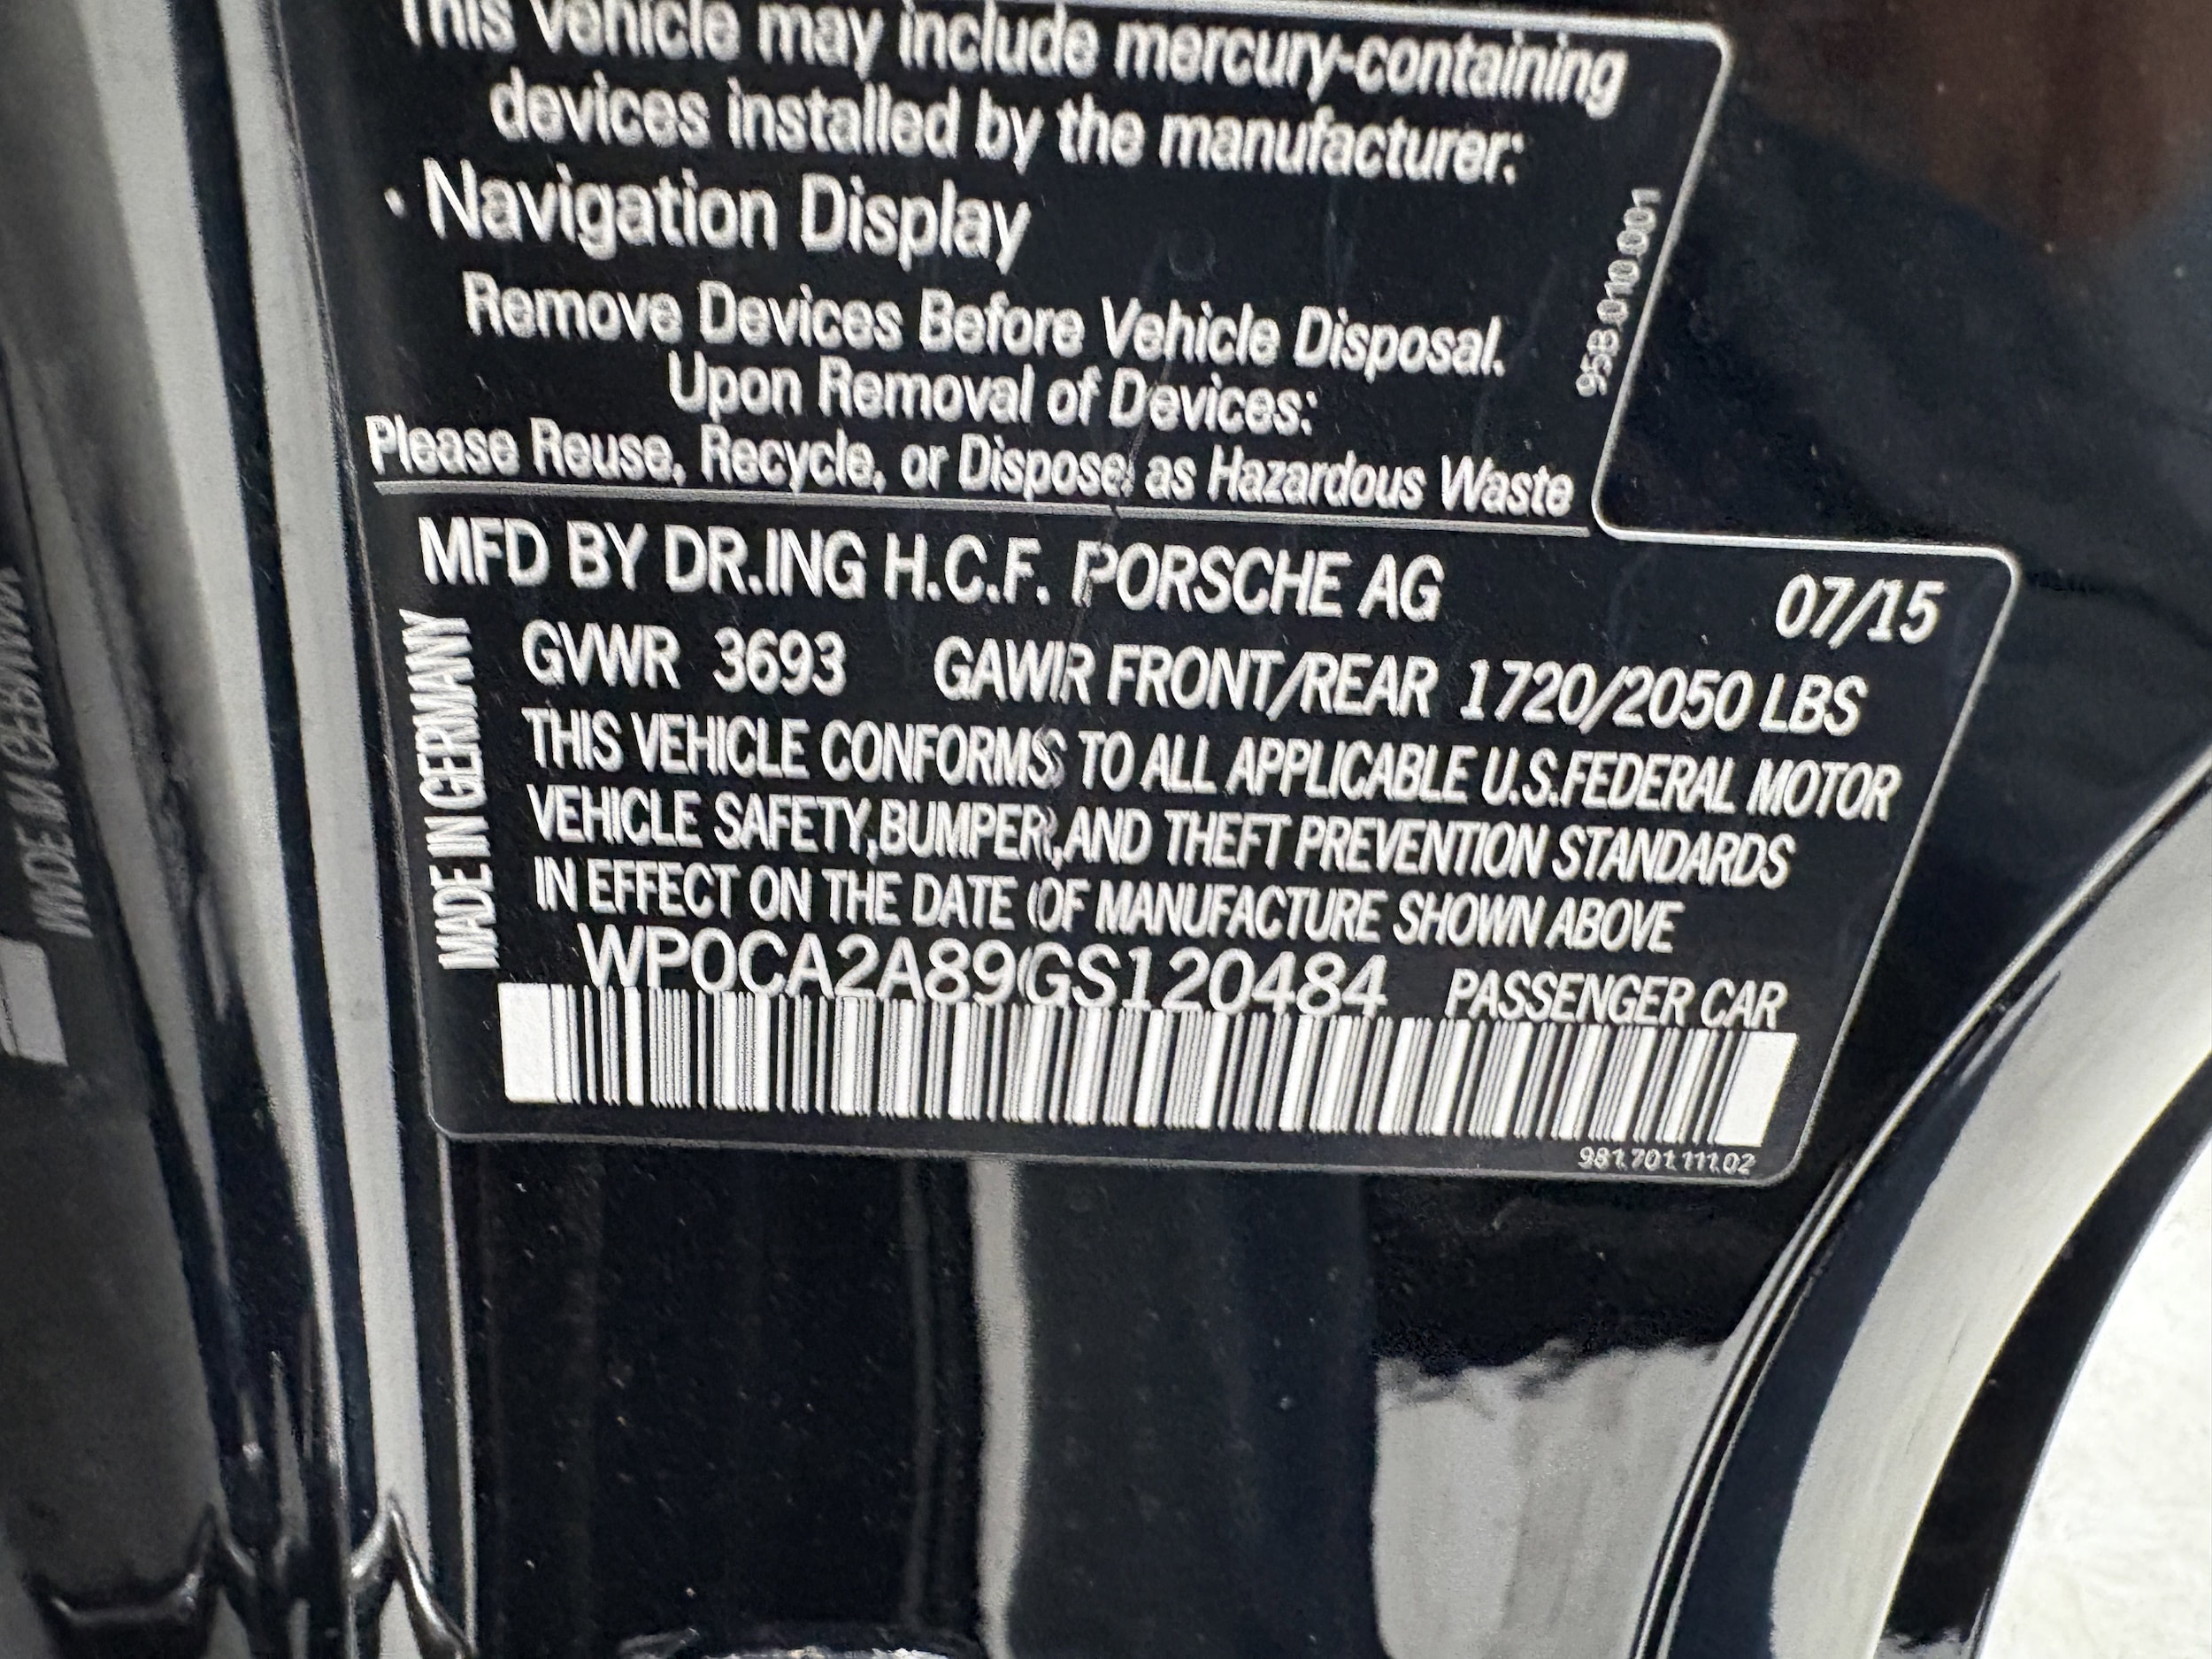 This vehicle may include mercury-containing
devices installed by the manufacturer:
· Navigation Display
Remove Devices Before Vehicle Disposal.
Upon Removal of Devices:
Please Reuse, Recycle, or Dispose as Hazardous Waste
95B 010 001
MFD BY DR.ING H.C.F. PORSCHE AG 07/15
GVWR 3693 GAWR FRONT/REAR 1720/2050 LBS
THIS VEHICLE CONFORMS TO ALL APPLICABLE U.S.FEDERAL MOTOR
VEHICLE SAFETY,BUMPER,AND THEFT PREVENTION STANDARDS
IN EFFECT ON THE DATE OF MANUFACTURE SHOWN ABOVE
WP0CA2A89GS120484 PASSENGER CAR
MADE IN GERMANY
981.701.111.02